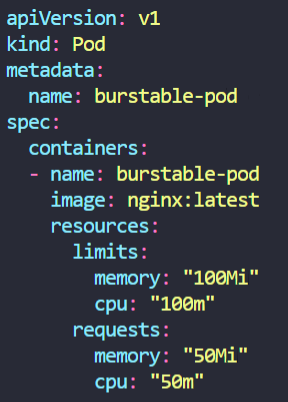 apiVersion: v1
kind: Pod
metadata:
  name: burstable-pod
spec:
  containers:
  - name: burstable-pod
    image: nginx:latest
    resources:
      limits:
        memory: "100Mi"
        cpu: "100m"
      requests:
        memory: "50Mi"
        cpu: "50m"